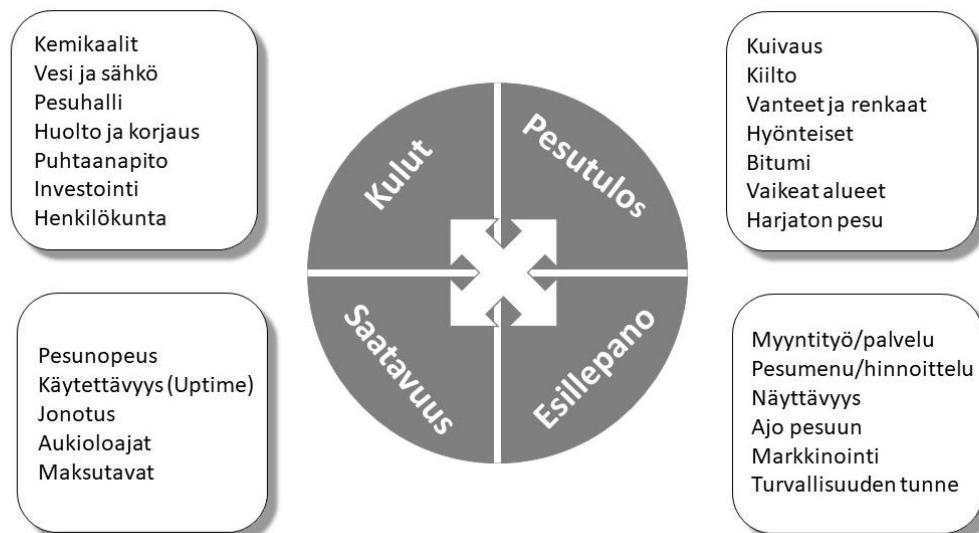 Kemikaalit
Vesi ja sähkö
Pesuhalli
Huolto ja korjaus
Puhtaanapito
Investointi
Henkilökunta
Kulut
Pesutulos
Kuivaus
Kiilto
Vanteet ja renkaat
Hyönteiset
Bitumi
Vaikeat alueet
Harjaton pesu
Pesunopeus
Käytettävyys (Uptime)
Jonotus
Aukioloajat
Maksutavat
Saatavuus
Esillepano
Myyntityö/palvelu
Pesumenu/hinnoittelu
Näyttävyys
Ajo pesuun
Markkinointi
Turvallisuuden tunne